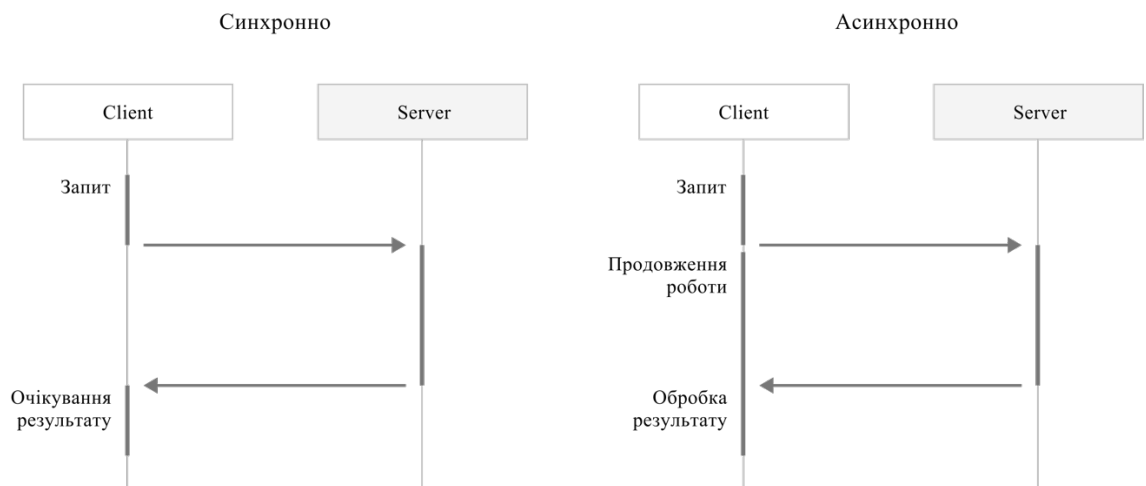 Синхронно
Асинхронно
Client
Server
Client
Server
Запит
Запит
Продовження
роботи
Очікування
результату
Обробка
результату